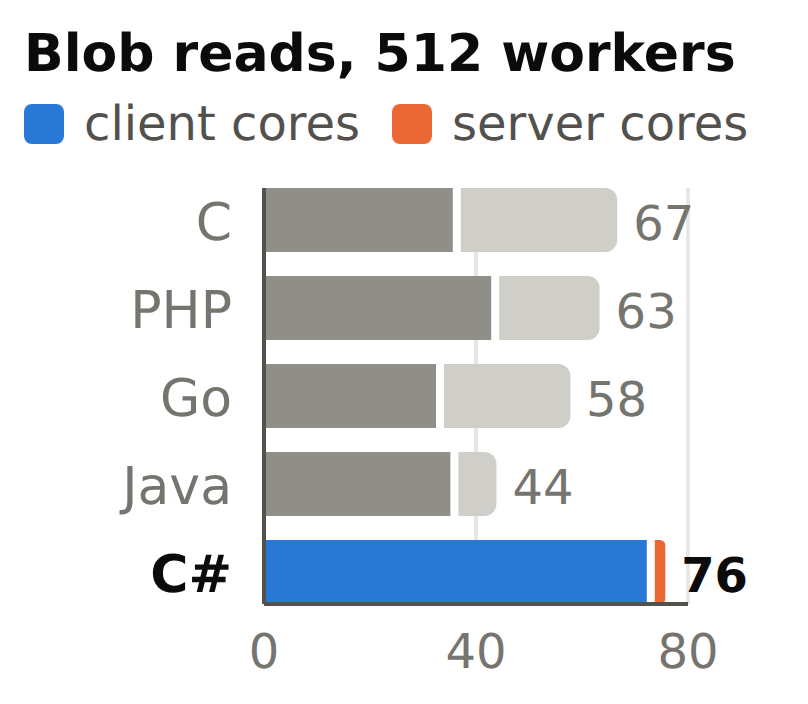 Blob reads, 512 workers
client cores server cores
C 67
PHP 63
Go 58
Java 44
C# 76
0 40 80